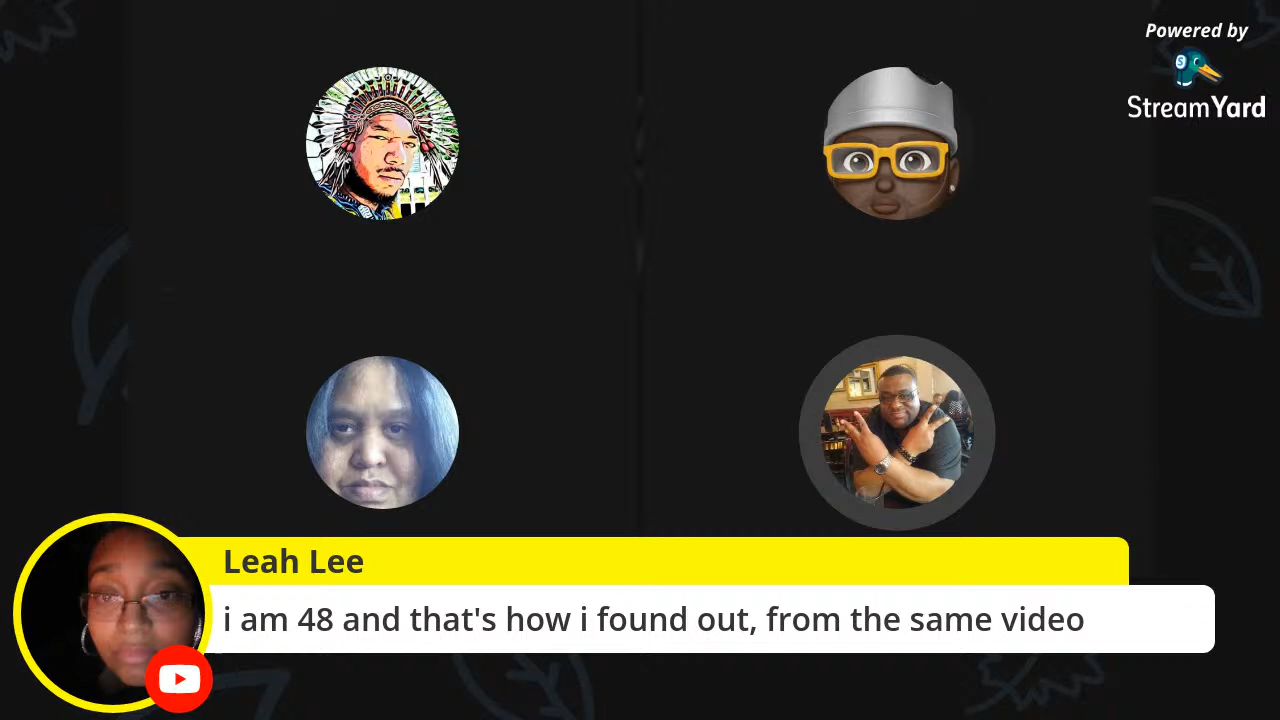 Powered by
StreamYard
Leah Lee
i am 48 and that's how i found out, from the same video